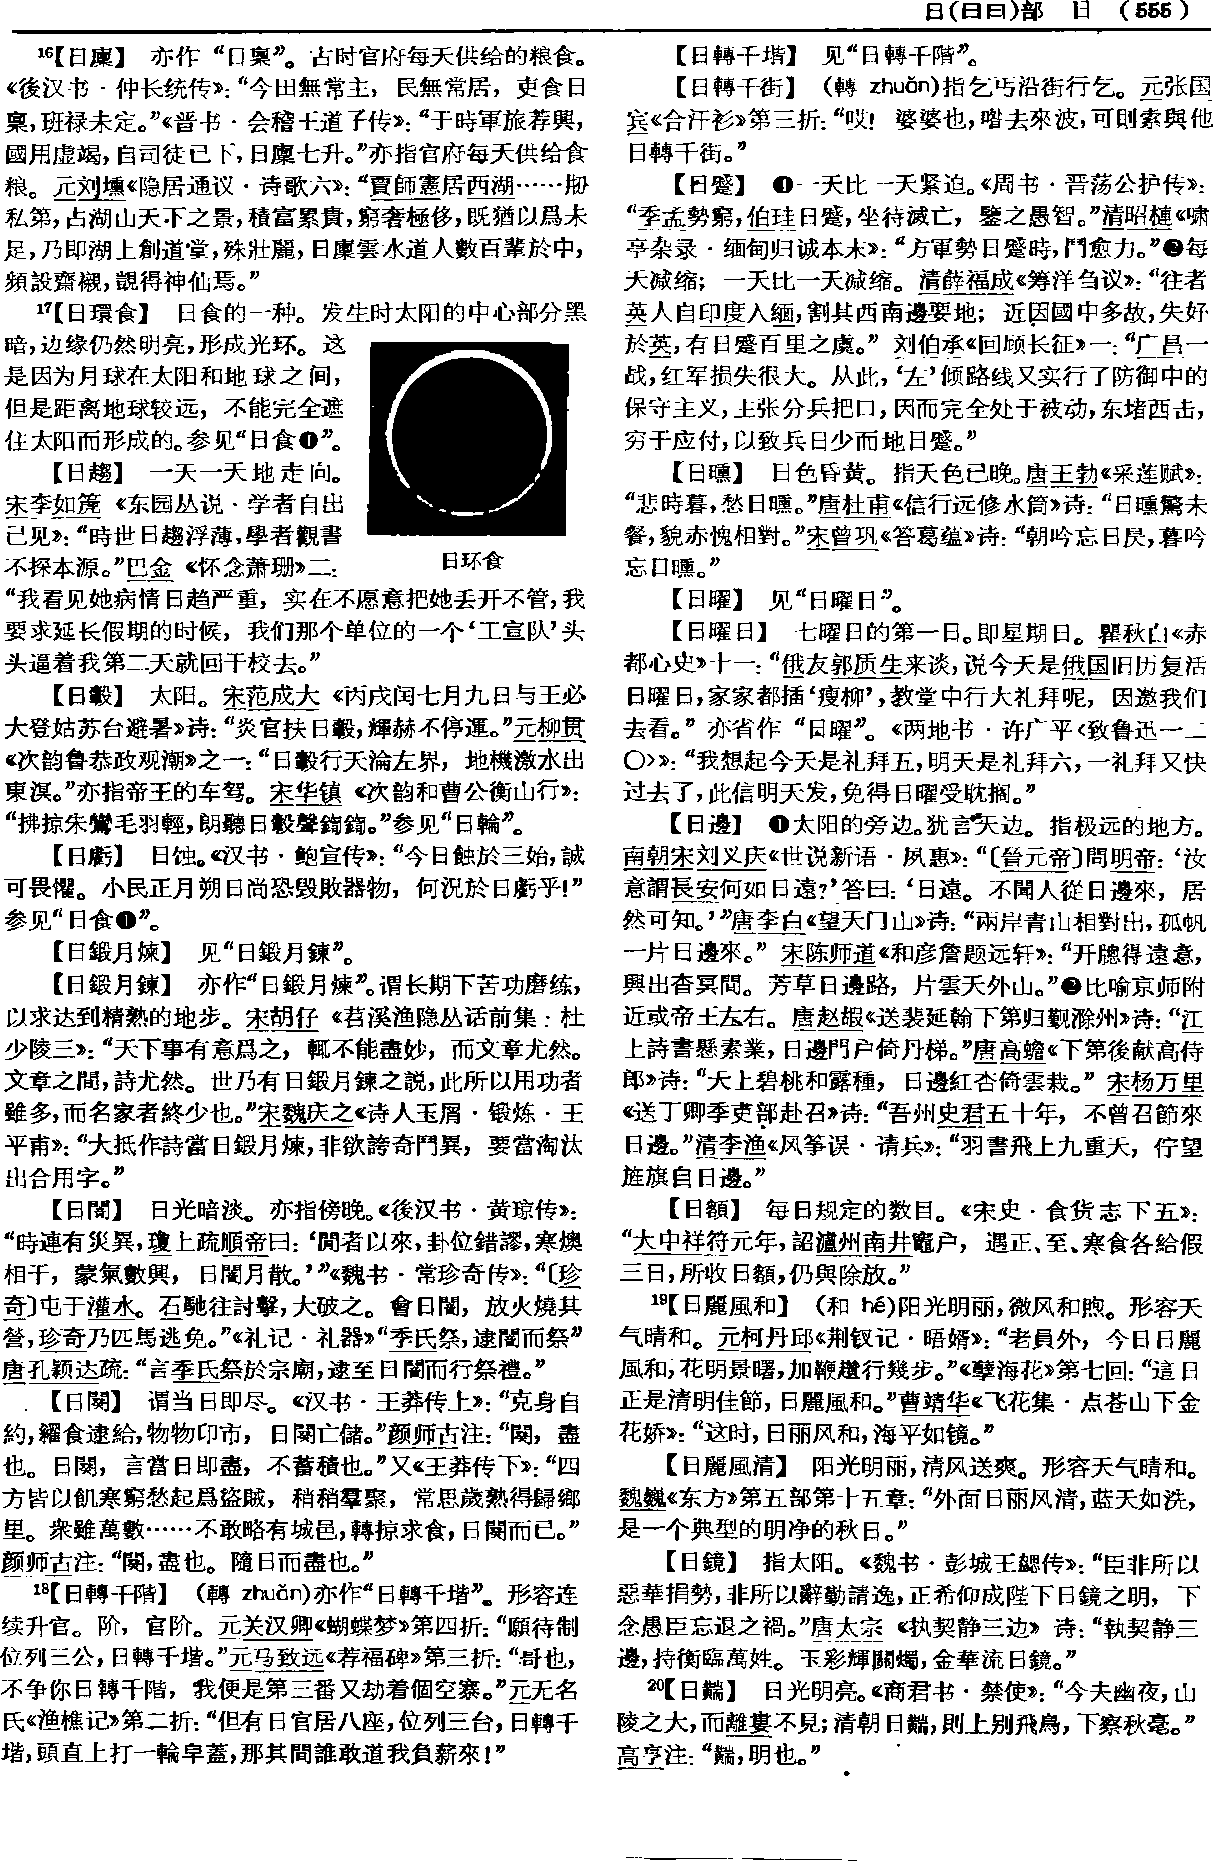 日(日曰)部 日 (555)
¹⁶【日廩】 亦作“日稟”。古时官府每天供给的粮食。
《後汉书·仲长统传》：“今田無常主，民無常居，吏食日
稟，班禄未定。”《晋书·会稽王道子传》：“于時軍旅荐興，
國用虚竭，自司徒已下，日廩七升。”亦指官府每天供给食
粮。元刘壎《隐居通议·诗歌六》：“賈師憲居西湖……刱
私第，占湖山天下之景，積富累貴，窮奢極侈，既猶以爲未
足，乃即湖上創道堂，殊壯麗，日廩雲水道人數百輩於中，
頻設齋襯，覬得神仙焉。”
¹⁷【日環食】 日食的一种。发生时太阳的中心部分黑
暗，边缘仍然明亮，形成光环。这
是因为月球在太阳和地球之间，
但是距离地球较远，不能完全遮
住太阳而形成的。参见“日食❶”。
【日趨】 一天一天地走向。
宋李如篪《东园丛说·学者自出
己见》：“時世日趨浮薄，學者觀書
不探本源。”巴金《怀念萧珊》二：
日环食
“我看见她病情日趋严重，实在不愿意把她丢开不管，我
要求延长假期的时候，我们那个单位的一个‘工宣队’头
头逼着我第二天就回干校去。”
【日轂】 太阳。宋范成大《丙戌闰七月九日与王必
大登姑苏台避暑》诗：“炎官扶日轂，輝赫不停運。”元柳贯
《次韵鲁恭政观潮》之一：“日轂行天淪左界，地機激水出
東溟。”亦指帝王的车驾。宋华镇《次韵和曹公衡山行》：
“拂掠朱鸞毛羽輕，朗聽日轂聲鍧鍧。”参见“日輪”。
【日虧】 日蚀。《汉书·鲍宣传》：“今日蝕於三始，誠
可畏懼。小民正月朔日尚恐毁敗器物，何況於日虧乎！”
参见“日食❶”。
【日鍛月煉】 见“日鍛月鍊”。
【日鍛月鍊】 亦作“日鍛月煉”。谓长期下苦功磨练，
以求达到精熟的地步。宋胡仔《苕溪渔隐丛话前集·杜
少陵三》：“天下事有意爲之，輒不能盡妙，而文章尤然。
文章之間，詩尤然。世乃有日鍛月鍊之説，此所以用功者
雖多，而名家者終少也。”宋魏庆之《诗人玉屑·锻炼·王
平甫》：“大抵作詩當日鍛月煉，非欲誇奇鬥異，要當淘汰
出合用字。”
【日闇】 日光暗淡。亦指傍晚。《後汉书·黄琼传》：
“時連有災異，瓊上疏順帝曰：‘閒者以來，卦位錯謬，寒燠
相干，蒙氣數興，日闇月散。’”《魏书·常珍奇传》：“〔珍
奇〕屯于灌水。石馳往討擊，大破之。會日闇，放火燒其
營，珍奇乃匹馬逃免。”《礼记·礼器》“季氏祭，逮闇而祭”
唐孔颖达疏：“言季氏祭於宗廟，逮至日闇而行祭禮。”
【日闋】 谓当日即尽。《汉书·王莽传上》：“克身自
約，糴食逮給，物物卬市，日闋亡儲。”颜师古注：“闋，盡
也。日闋，言當日即盡，不蓄積也。”又《王莽传下》：“四
方皆以飢寒窮愁起爲盜賊，稍稍羣聚，常思歲熟得歸鄉
里。衆雖萬數……不敢略有城邑，轉掠求食，日闋而已。”
颜师古注：“闋，盡也。隨日而盡也。”
¹⁸【日轉千階】 （轉 zhuǎn）亦作“日轉千堦”。形容连
续升官。阶，官阶。元关汉卿《蝴蝶梦》第四折：“願待制
位列三公，日轉千堦。”元马致远《荐福碑》第三折：“哥也，
不争你日轉千階，我便是第三番又劫着個空寨。”元无名
氏《渔樵记》第二折：“但有日官居八座，位列三台，日轉千
堦，頭直上打一輪皁蓋，那其間誰敢道我負薪來！”
【日轉千堦】 见“日轉千階”。
【日轉千街】 （轉 zhuǎn）指乞丐沿街行乞。元张国
宾《合汗衫》第三折：“哎！婆婆也，喒去來波，可則索與他
日轉千街。”
【日蹙】 ❶一天比一天紧迫。《周书·晋荡公护传》：
“季孟勢窮，伯珪日蹙，坐待滅亡，鑒之愚智。”清昭槤《啸
亭杂录·缅甸归诚本末》：“方軍勢日蹙時，鬥愈力。”❷每
天减缩；一天比一天减缩。清薛福成《筹洋刍议》：“往者
英人自印度入缅，割其西南邊要地；近因國中多故，失好
於英，有日蹙百里之虞。”刘伯承《回顾长征》一：“广昌一
战，红军损失很大。从此，‘左’倾路线又实行了防御中的
保守主义，主张分兵把口，因而完全处于被动，东堵西击，
穷于应付，以致兵日少而地日蹙。”
【日曛】 日色昏黄。指天色已晚。唐王勃《采莲赋》：
“悲時暮，愁日曛。”唐杜甫《信行远修水筒》诗：“日曛驚未
餐，貌赤愧相對。”宋曾巩《答葛蕴》诗：“朝吟忘日昃，暮吟
忘日曛。”
【日曜】 见“日曜日”。
【日曜日】 七曜日的第一日。即星期日。瞿秋白《赤
都心史》十一：“俄友郭质生来谈，说今天是俄国旧历复活
日曜日，家家都插‘瘦柳’，教堂中行大礼拜呢，因邀我们
去看。”亦省作“日曜”。《两地书·许广平〈致鲁迅一二
〇〉》：“我想起今天是礼拜五，明天是礼拜六，一礼拜又快
过去了，此信明天发，免得日曜受耽搁。”
【日邊】 ❶太阳的旁边。犹言天边。指极远的地方。
南朝宋刘义庆《世说新语·夙惠》：“〔晉元帝〕問明帝：‘汝
意謂長安何如日遠？’答曰：‘日遠。不聞人從日邊來，居
然可知。’”唐李白《望天门山》诗：“兩岸青山相對出，孤帆
一片日邊來。”宋陈师道《和彦詹题远轩》：“开牕得遠意，
興出杳冥間。芳草日邊路，片雲天外山。”❷比喻京师附
近或帝王左右。唐赵嘏《送裴延翰下第归觐滁州》诗：“江
上詩書懸素業，日邊門户倚丹梯。”唐高蟾《下第後献高侍
郎》诗：“天上碧桃和露種，日邊紅杏倚雲栽。”宋杨万里
《送丁卿季吏部赴召》诗：“吾州史君五十年，不曾召節來
日邊。”清李渔《风筝误·请兵》：“羽書飛上九重天，佇望
旌旗自日邊。”
【日額】 每日规定的数目。《宋史·食货志下五》：
“大中祥符元年，詔瀘州南井竈户，遇正、至、寒食各給假
三日，所收日額，仍與除放。”
¹⁹【日麗風和】 （和 hé）阳光明丽，微风和煦。形容天
气晴和。元柯丹邱《荆钗记·晤婿》：“老員外，今日日麗
風和，花明景曙，加鞭趲行幾步。”《孽海花》第七回：“這日
正是清明佳節，日麗風和。”曹靖华《飞花集·点苍山下金
花娇》：“这时，日丽风和，海平如镜。”
【日麗風清】 阳光明丽，清风送爽。形容天气晴和。
魏巍《东方》第五部第十五章：“外面日丽风清，蓝天如洗，
是一个典型的明净的秋日。”
【日鏡】 指太阳。《魏书·彭城王勰传》：“臣非所以
惡華捐勢，非所以辭勤請逸，正希仰成陛下日鏡之明，下
念愚臣忘退之禍。”唐太宗《执契静三边》诗：“執契静三
邊，持衡臨萬姓。玉彩輝關燭，金華流日鏡。”
²⁰【日䵎】 日光明亮。《商君书·禁使》：“今夫幽夜，山
陵之大，而離婁不見；清朝日䵎，則上别飛鳥，下察秋毫。”
高亨注：“䵎，明也。”